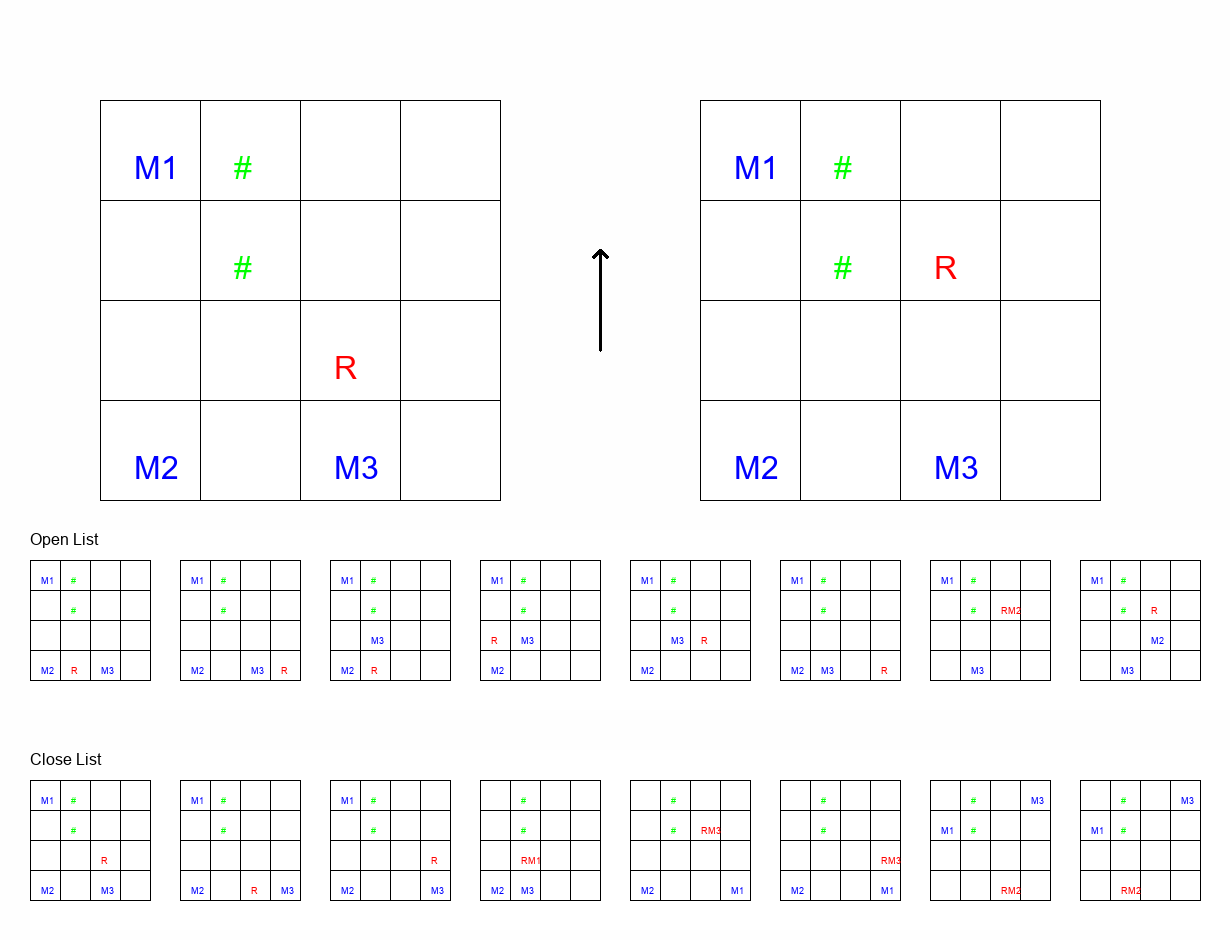 M1 # M1 #
# # R
R
M2 M3 M2 M3
Open List
M1 # M1 # M1 # M1 # M1 # M1 # M1 # M1 #
# # # # # # # RM2 # R
M3 R M3 M3 R M2
M2 R M3 M2 M3 R M2 R M2 M2 M2 M3 R M3 M3
Close List
M1 # M1 # M1 # # # # # M3 # M3
# # # # # RM3 # M1 # M1 #
R R RM1 RM3
M2 M3 M2 R M3 M2 M3 M2 M3 M2 M1 M2 M1 RM2 RM2